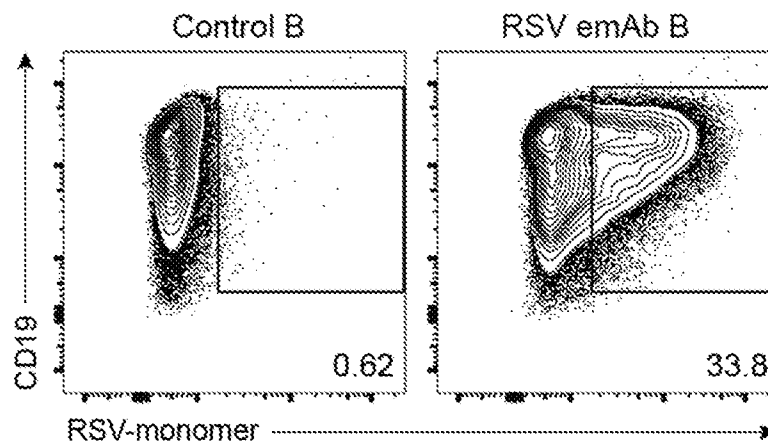 Control B
RSV emAb B
CD19
0.62
33.8
RSV-monomer